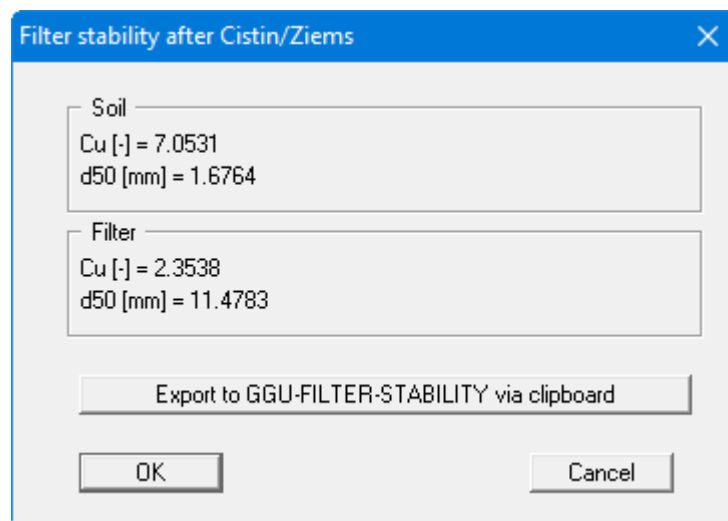 Filter stability after Cistin/Ziems
Soil
Cu [-] = 7.0531
d50 [mm] = 1.6764
Filter
Cu [-] = 2.3538
d50 [mm] = 11.4783
Export to GGU-FILTER-STABILITY via clipboard
OK
Cancel